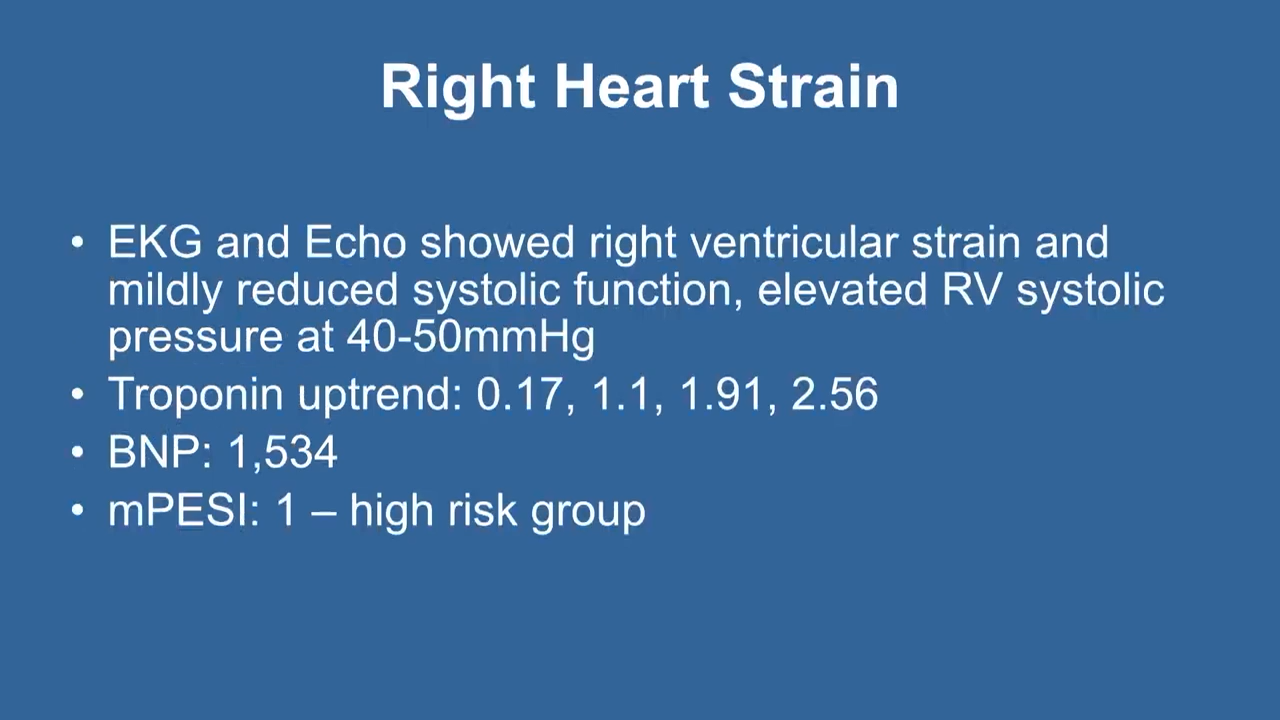 Right Heart Strain
• EKG and Echo showed right ventricular strain and
mildly reduced systolic function, elevated RV systolic
pressure at 40-50mmHg
• Troponin uptrend: 0.17, 1.1, 1.91, 2.56
• BNP: 1,534
• mPESI: 1 – high risk group